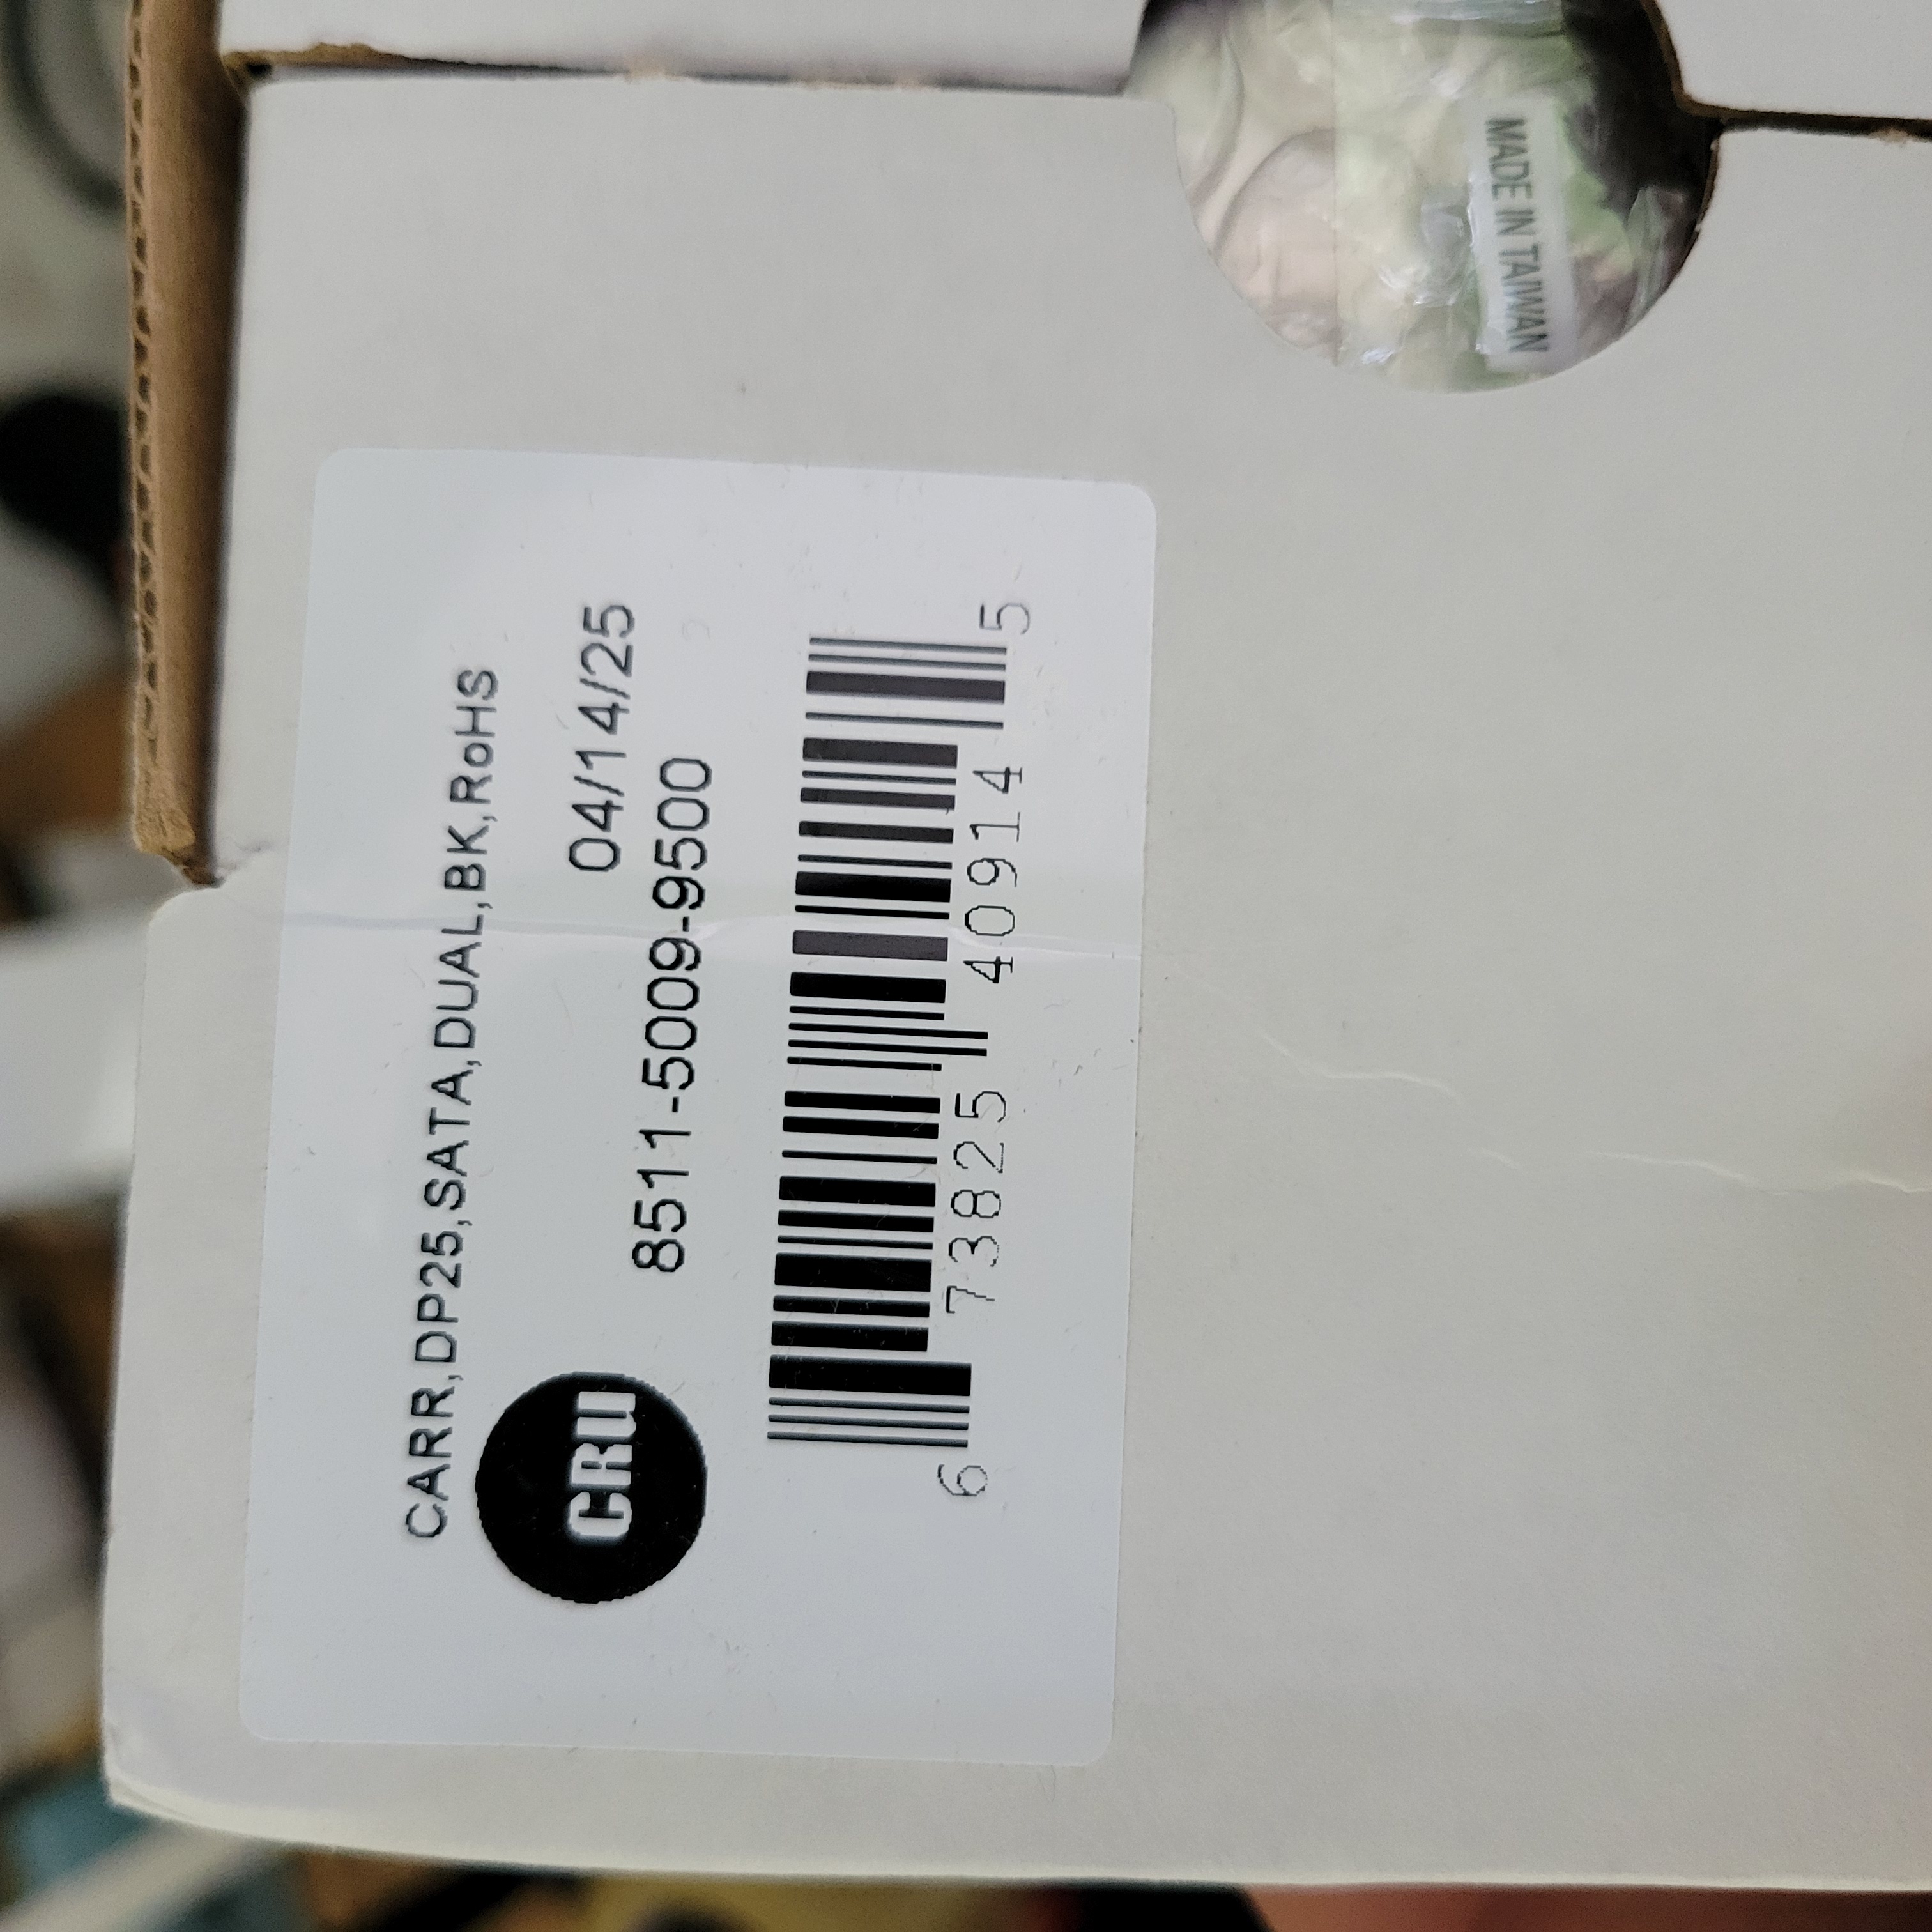 CARR,DP25,SATA,DUAL,BK,RoHS
CRU
04/14/25
8511-5009-9500
6 73825 40914 5
MADE IN TAIWAN